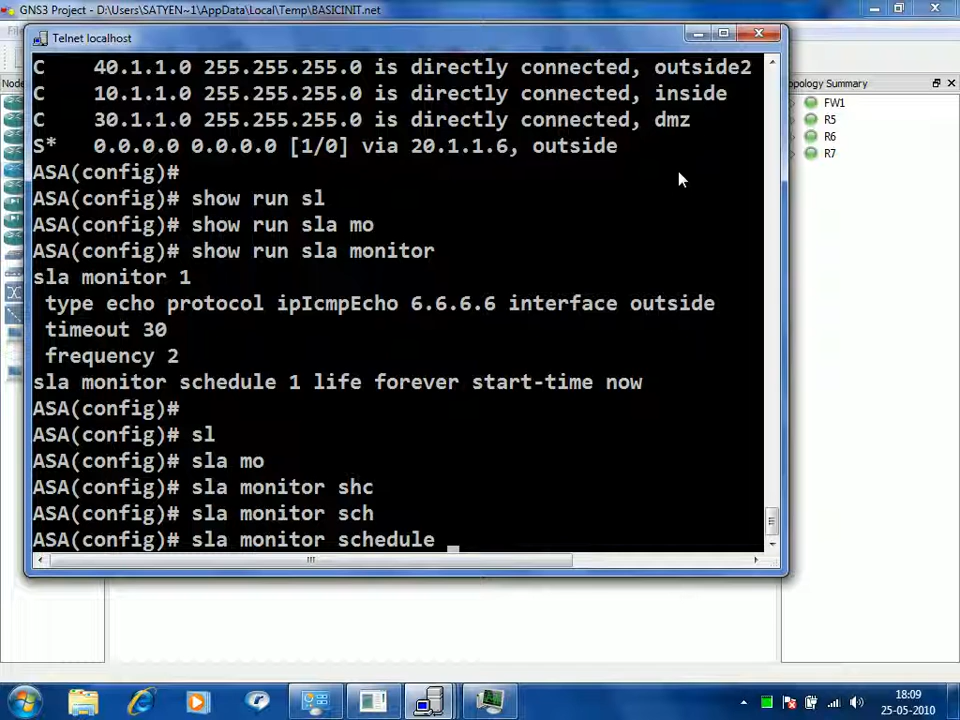 GNS3 Project - D:\Users\SATYEN~1\AppData\Local\Temp\BASICINIT.net
Telnet localhost
C    40.1.1.0 255.255.255.0 is directly connected, outside2
C    10.1.1.0 255.255.255.0 is directly connected, inside
C    30.1.1.0 255.255.255.0 is directly connected, dmz
S*   0.0.0.0 0.0.0.0 [1/0] via 20.1.1.6, outside
ASA(config)#
ASA(config)# show run sl
ASA(config)# show run sla mo
ASA(config)# show run sla monitor
sla monitor 1
 type echo protocol ipIcmpEcho 6.6.6.6 interface outside
 timeout 30
 frequency 2
sla monitor schedule 1 life forever start-time now
ASA(config)#
ASA(config)# sl
ASA(config)# sla mo
ASA(config)# sla monitor shc
ASA(config)# sla monitor sch
ASA(config)# sla monitor schedule
Topology Summary
FW1
R5
R6
R7
18:09
25-05-2010